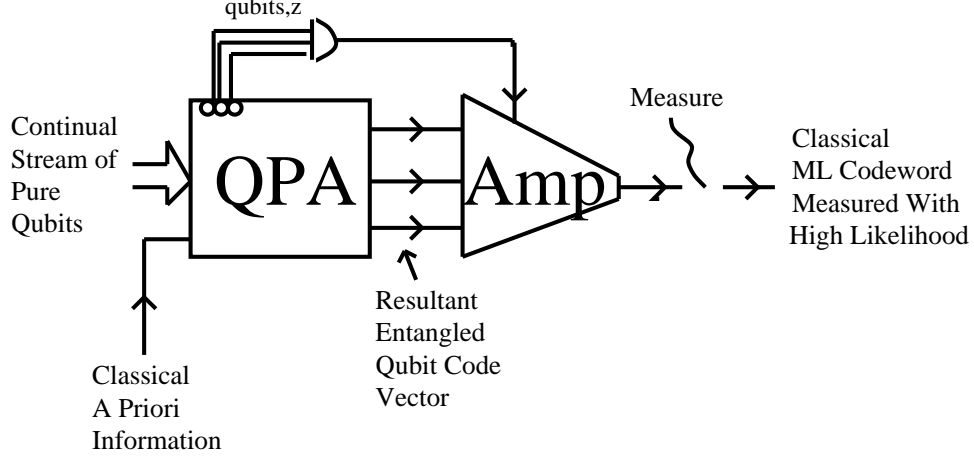 qubits,z
Continual
Stream of
Pure
Qubits
QPA
Amp
Measure
Classical
ML Codeword
Measured With
High Likelihood
Resultant
Entangled
Qubit Code
Vector
Classical
A Priori
Information